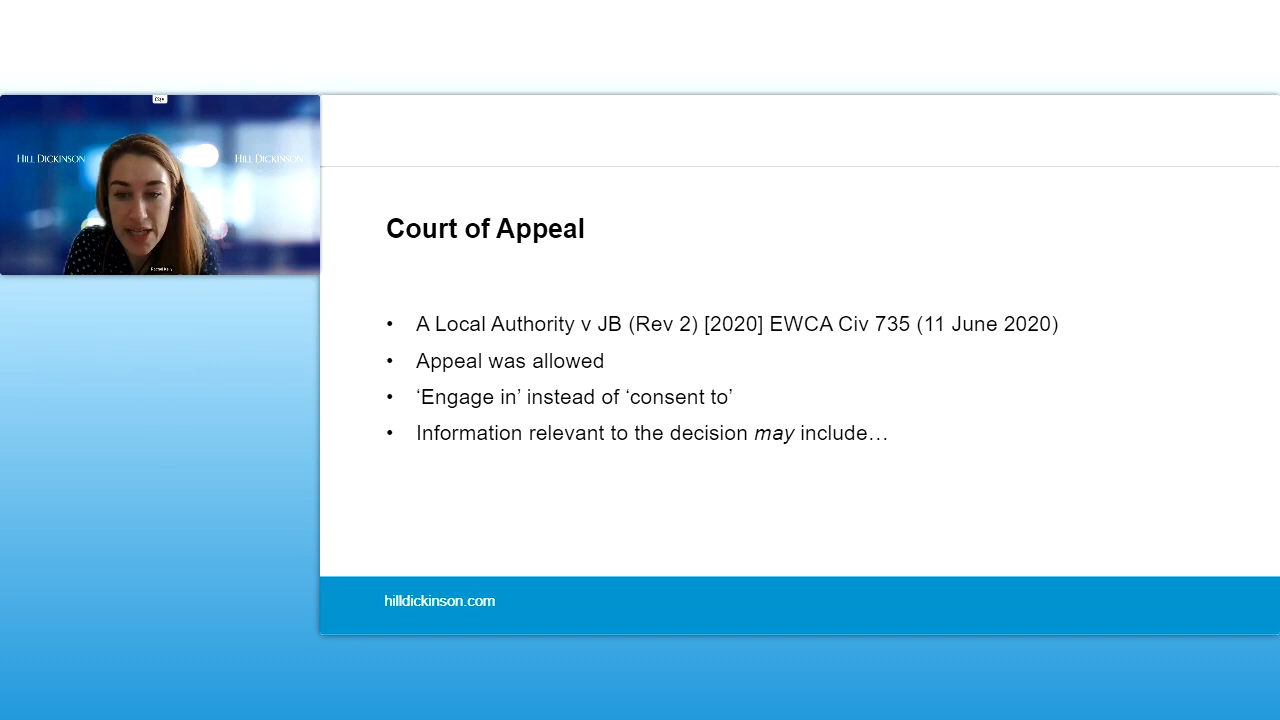 HILL DICKINSON
HILL DICKINSON
Court of Appeal
• A Local Authority v JB (Rev 2) [2020] EWCA Civ 735 (11 June 2020)
• Appeal was allowed
• ‘Engage in’ instead of ‘consent to’
• Information relevant to the decision may include…
hilldickinson.com